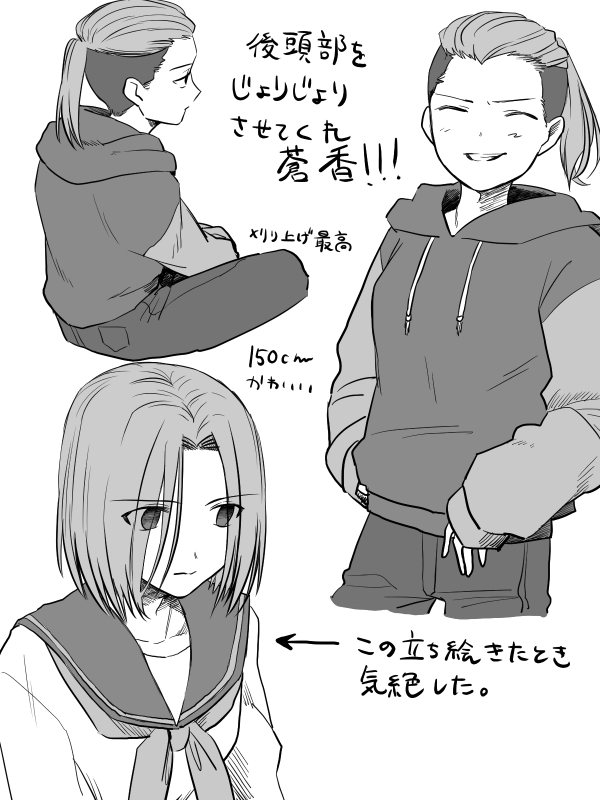 後頭部を
じょりじょり
させてくれ
蒼香!!!
刈り上げ最高
150cm
かわいい
この立ち絵きたとき
気絶した。